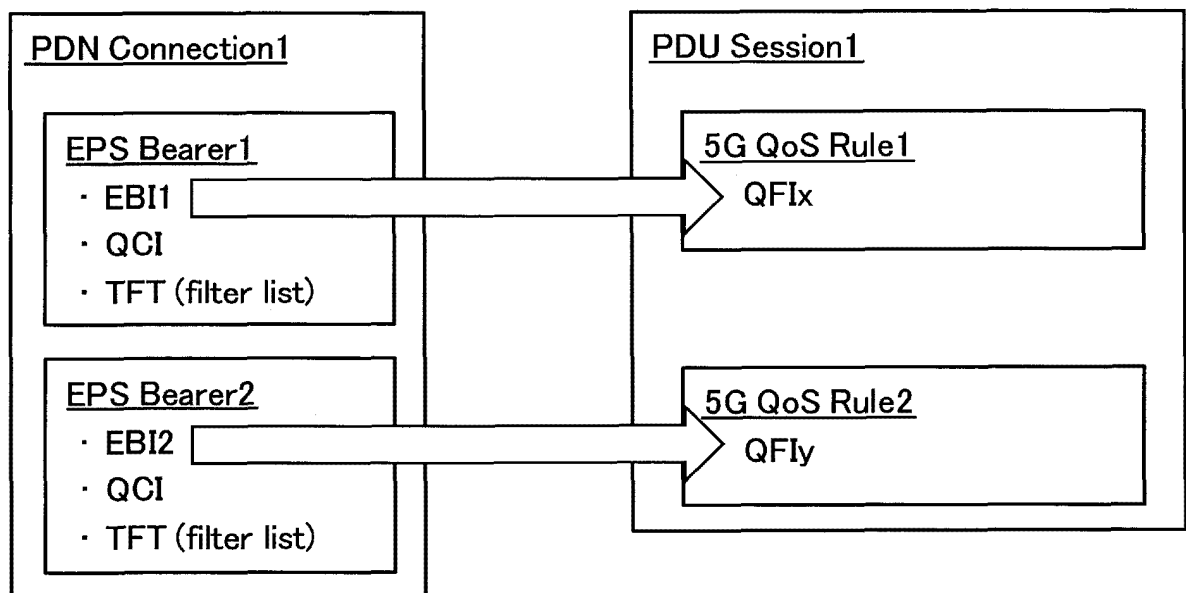 PDN Connection1
EPS Bearer1
· EBI1
· QCI
· TFT (filter list)
EPS Bearer2
· EBI2
· QCI
· TFT (filter list)
PDU Session1
5G QoS Rule1
QFIx
5G QoS Rule2
QFIy